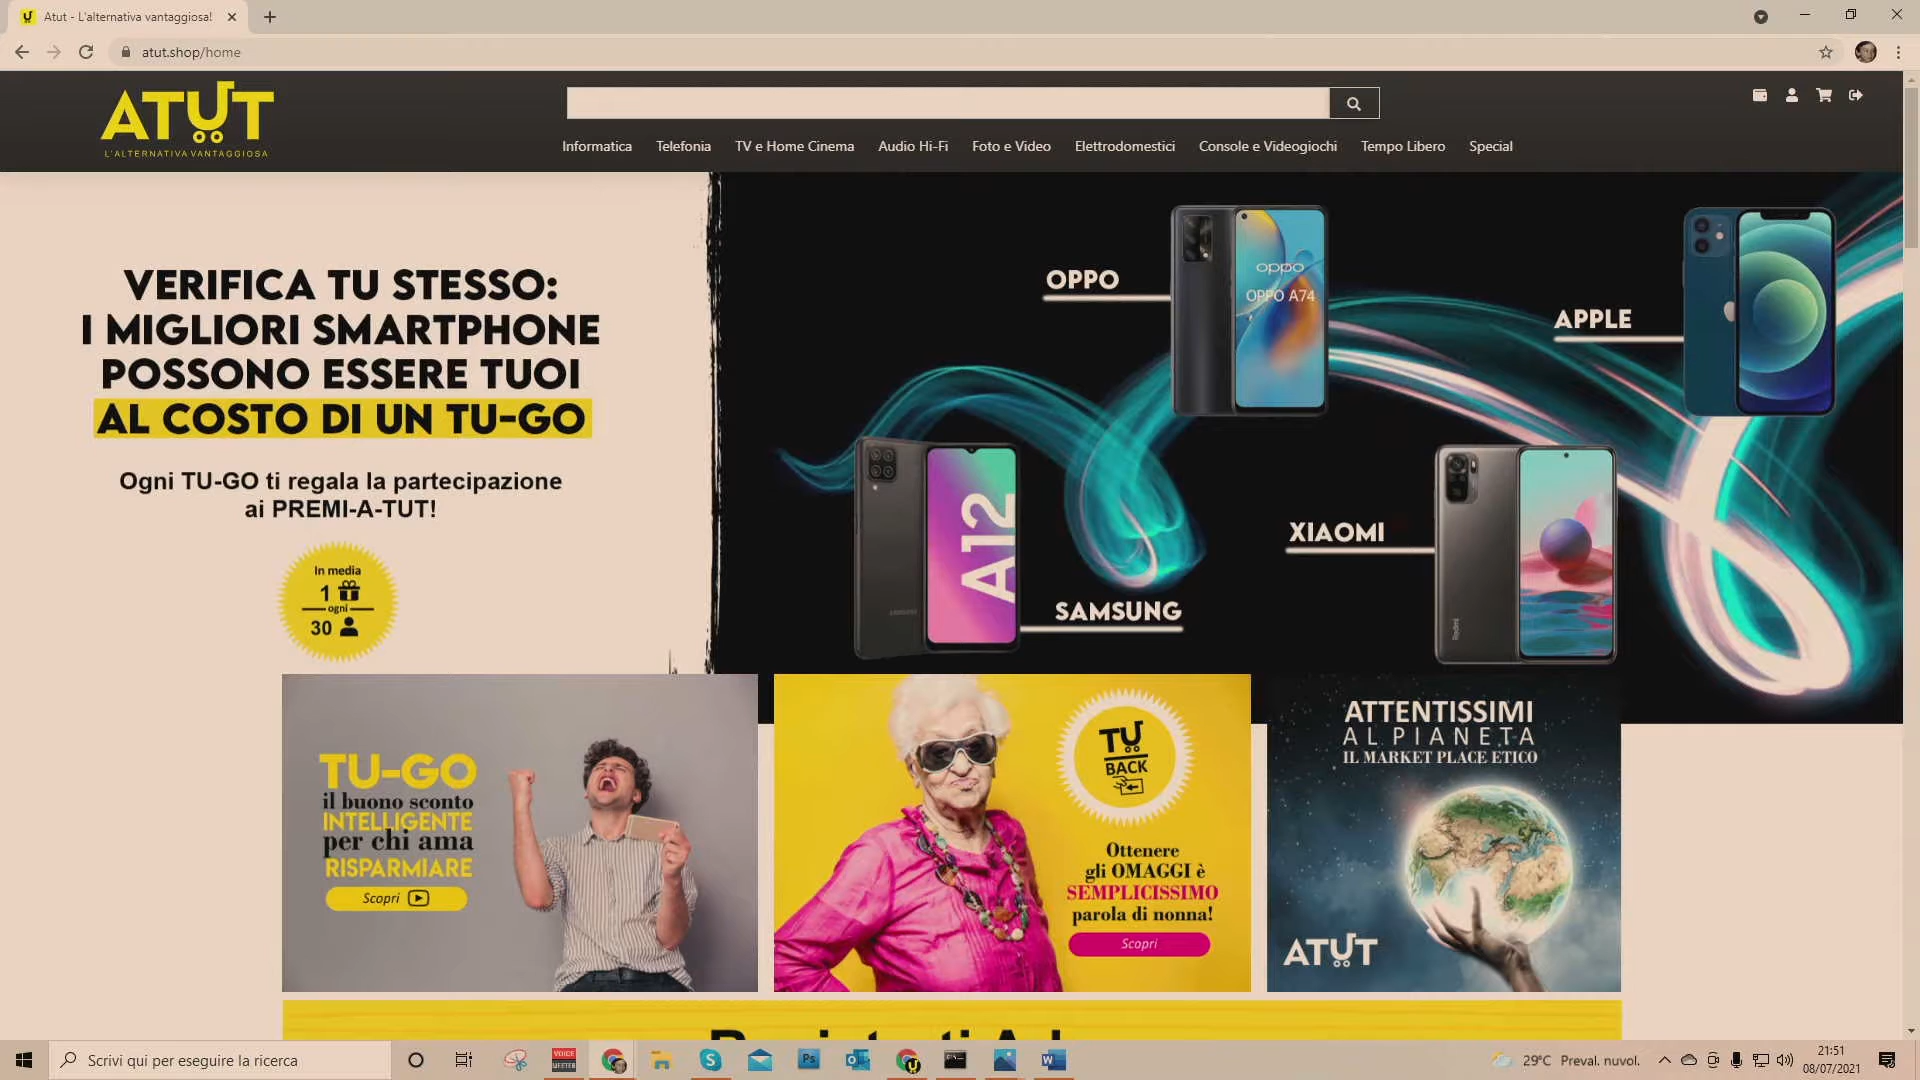 Atut - L'alternativa vantaggiosa!
atut.shop/home
ATUT
L'ALTERNATIVA VANTAGGIOSA
Informatica Telefonia TV e Home Cinema Audio Hi-Fi Foto e Video Elettrodomestici Console e Videogiochi Tempo Libero Special
VERIFICA TU STESSO:
I MIGLIORI SMARTPHONE
POSSONO ESSERE TUOI
AL COSTO DI UN TU-GO
Ogni TU-GO ti regala la partecipazione
ai PREMI-A-TUT!
In media
1
ogni
30
OPPO
oppo
OPPO A74
APPLE
A12
SAMSUNG
SAMSUNG
XIAOMI
Redmi
TU-GO
il buono sconto
INTELLIGENTE
per chi ama
RISPARMIARE
Scopri
TU
BACK
Ottenere
gli OMAGGI è
SEMPLICISSIMO
parola di nonna!
Scopri
ATTENTISSIMI
AL PIANETA
IL MARKET PLACE ETICO
ATUT
Scrivi qui per eseguire la ricerca
VOICE
Ps
29°C Preval. nuvol.
21:51
08/07/2021